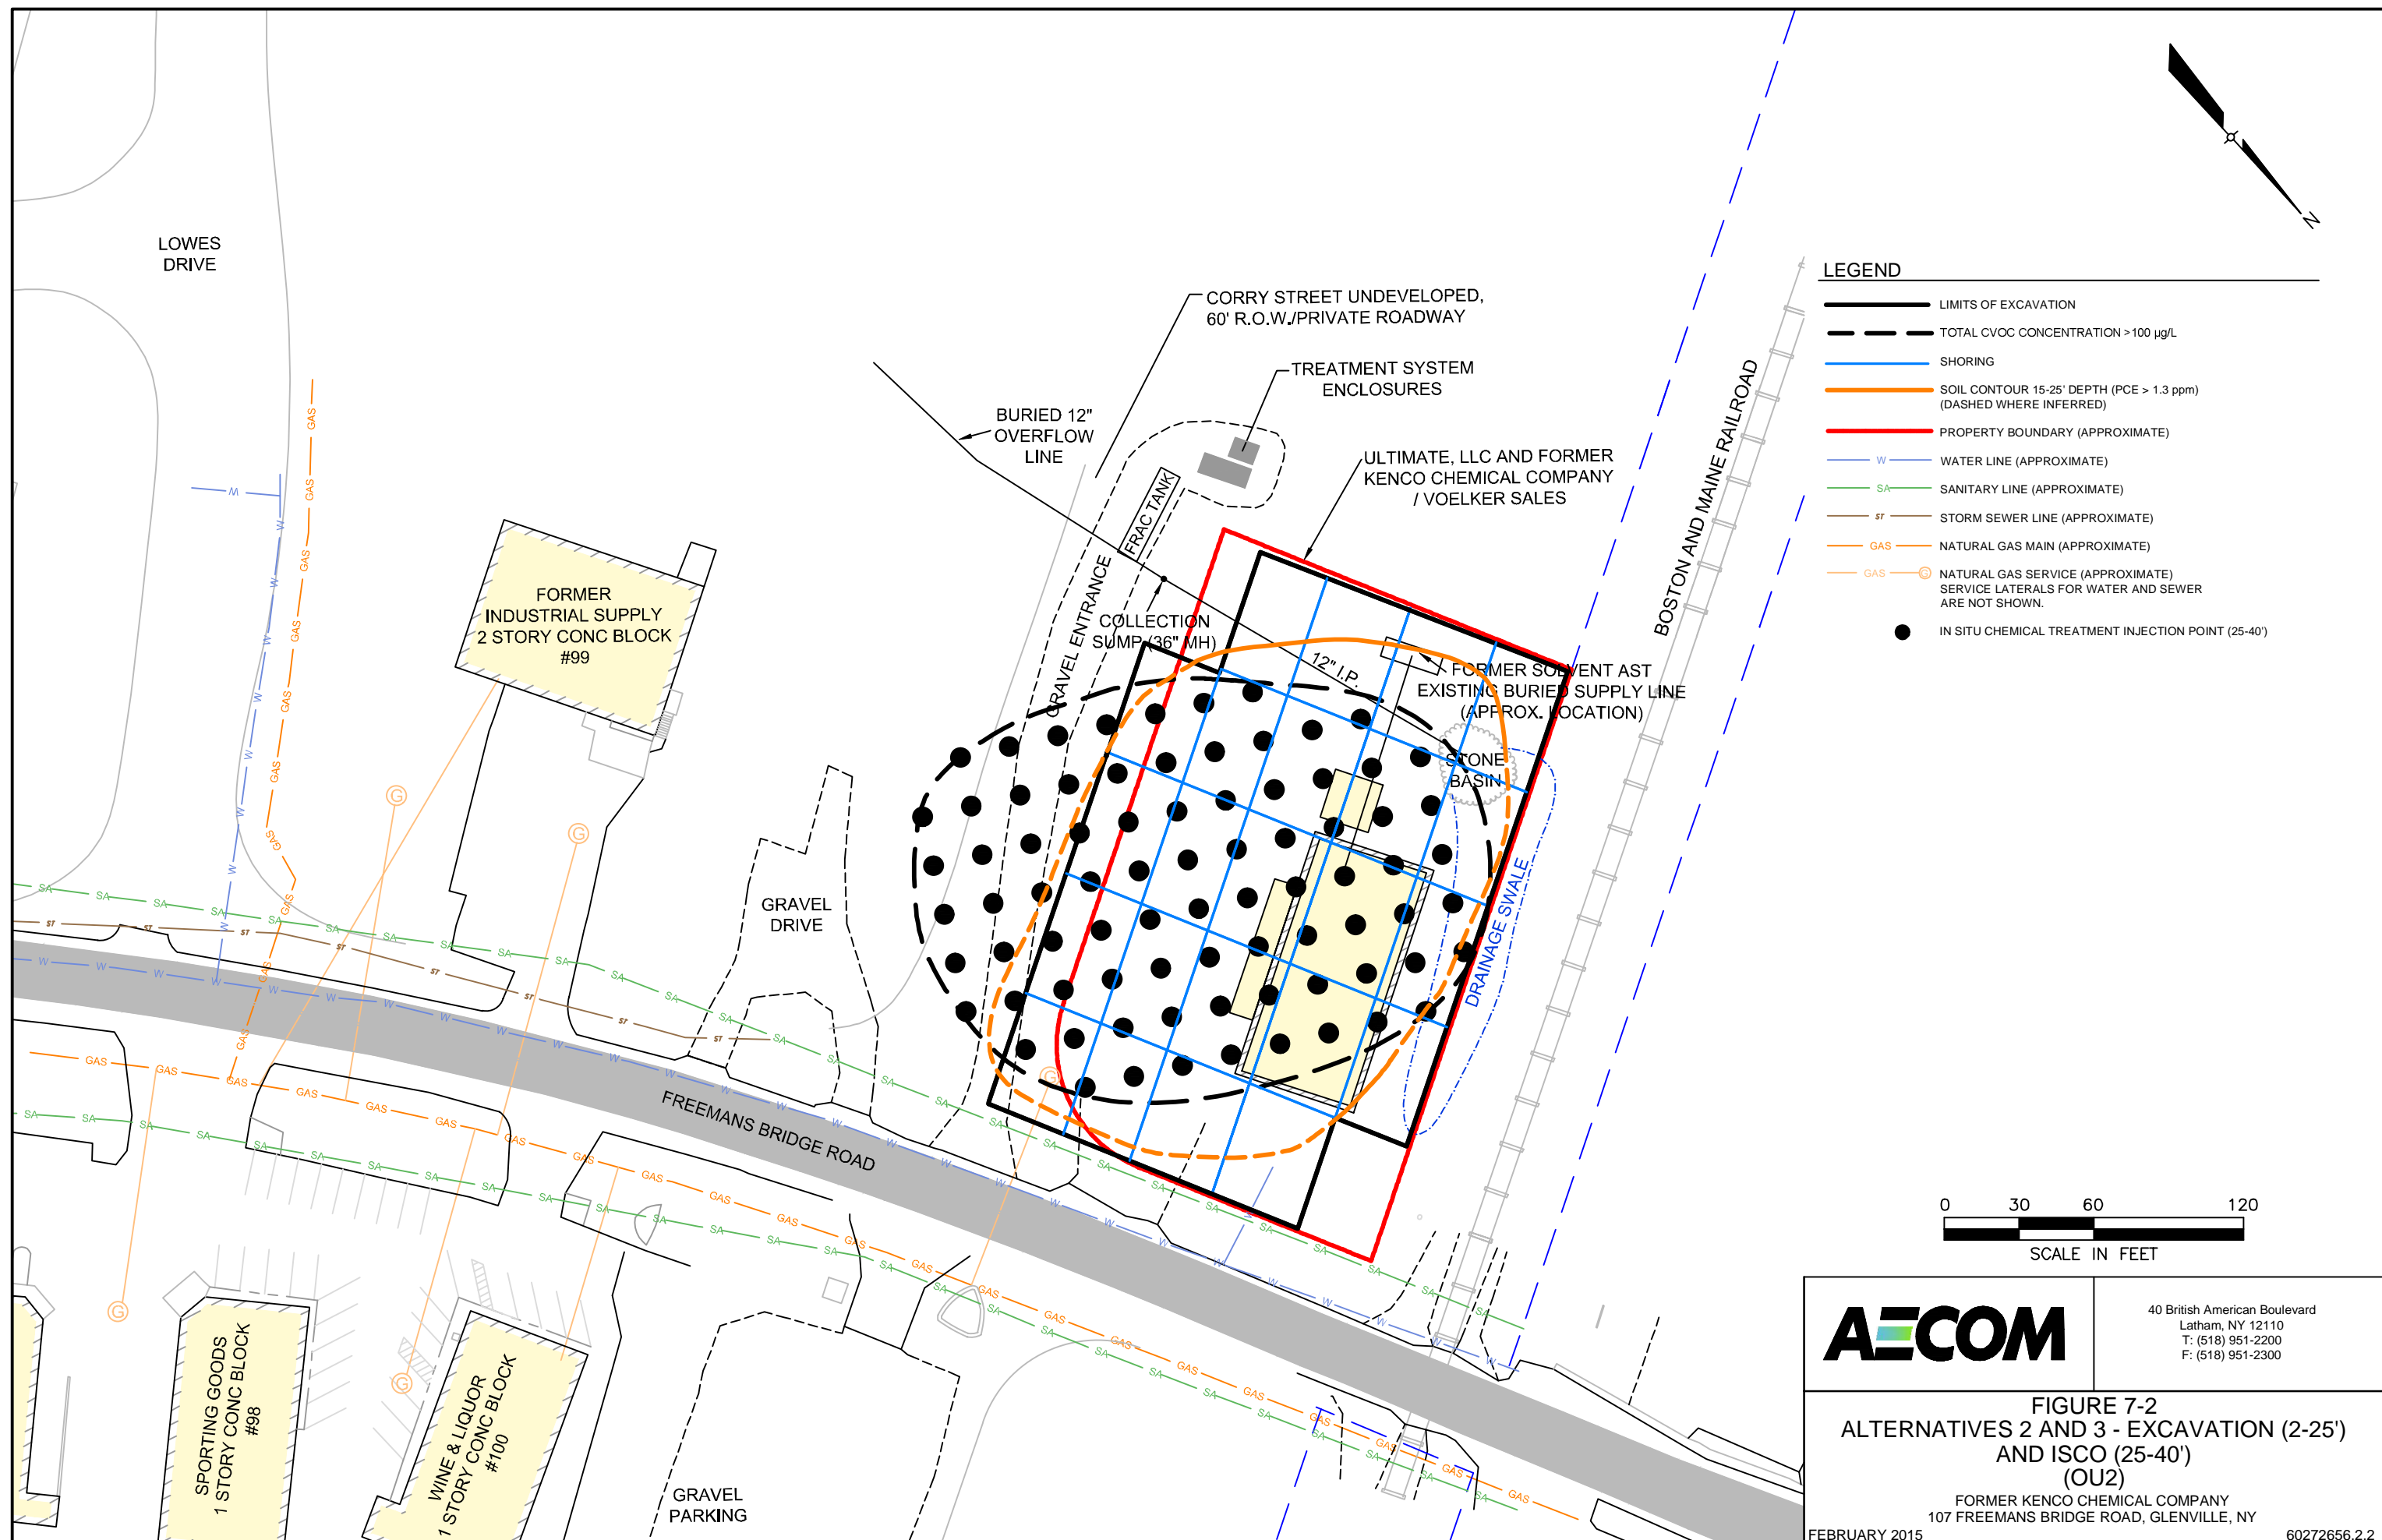 LOWES
DRIVE
CORRY STREET UNDEVELOPED,
60' R.O.W./PRIVATE ROADWAY
TREATMENT SYSTEM
ENCLOSURES
BURIED 12"
OVERFLOW
LINE
ULTIMATE, LLC AND FORMER
KENCO CHEMICAL COMPANY
/ VOELKER SALES
FRAC TANK
GRAVEL ENTRANCE
COLLECTION
SUMP (36" MH)
12" I.P.
FORMER SOLVENT AST
EXISTING BURIED SUPPLY LINE
(APPROX. LOCATION)
STONE
BASIN
DRAINAGE SWALE
BOSTON AND MAINE RAILROAD
FORMER
INDUSTRIAL SUPPLY
2 STORY CONC BLOCK
#99
GRAVEL
DRIVE
FREEMANS BRIDGE ROAD
SPORTING GOODS
1 STORY CONC BLOCK
#98
WINE & LIQUOR
1 STORY CONC BLOCK
#100
GRAVEL
PARKING
N
LEGEND
LIMITS OF EXCAVATION
TOTAL CVOC CONCENTRATION >100 µg/L
SHORING
SOIL CONTOUR 15-25' DEPTH (PCE > 1.3 ppm)
(DASHED WHERE INFERRED)
PROPERTY BOUNDARY (APPROXIMATE)
W WATER LINE (APPROXIMATE)
SA SANITARY LINE (APPROXIMATE)
ST STORM SEWER LINE (APPROXIMATE)
GAS NATURAL GAS MAIN (APPROXIMATE)
GAS G NATURAL GAS SERVICE (APPROXIMATE)
SERVICE LATERALS FOR WATER AND SEWER
ARE NOT SHOWN.
IN SITU CHEMICAL TREATMENT INJECTION POINT (25-40')
0 30 60 120
SCALE IN FEET
AECOM
40 British American Boulevard
Latham, NY 12110
T: (518) 951-2200
F: (518) 951-2300
FIGURE 7-2
ALTERNATIVES 2 AND 3 - EXCAVATION (2-25')
AND ISCO (25-40')
(OU2)
FORMER KENCO CHEMICAL COMPANY
107 FREEMANS BRIDGE ROAD, GLENVILLE, NY
FEBRUARY 2015 60272656.2.2